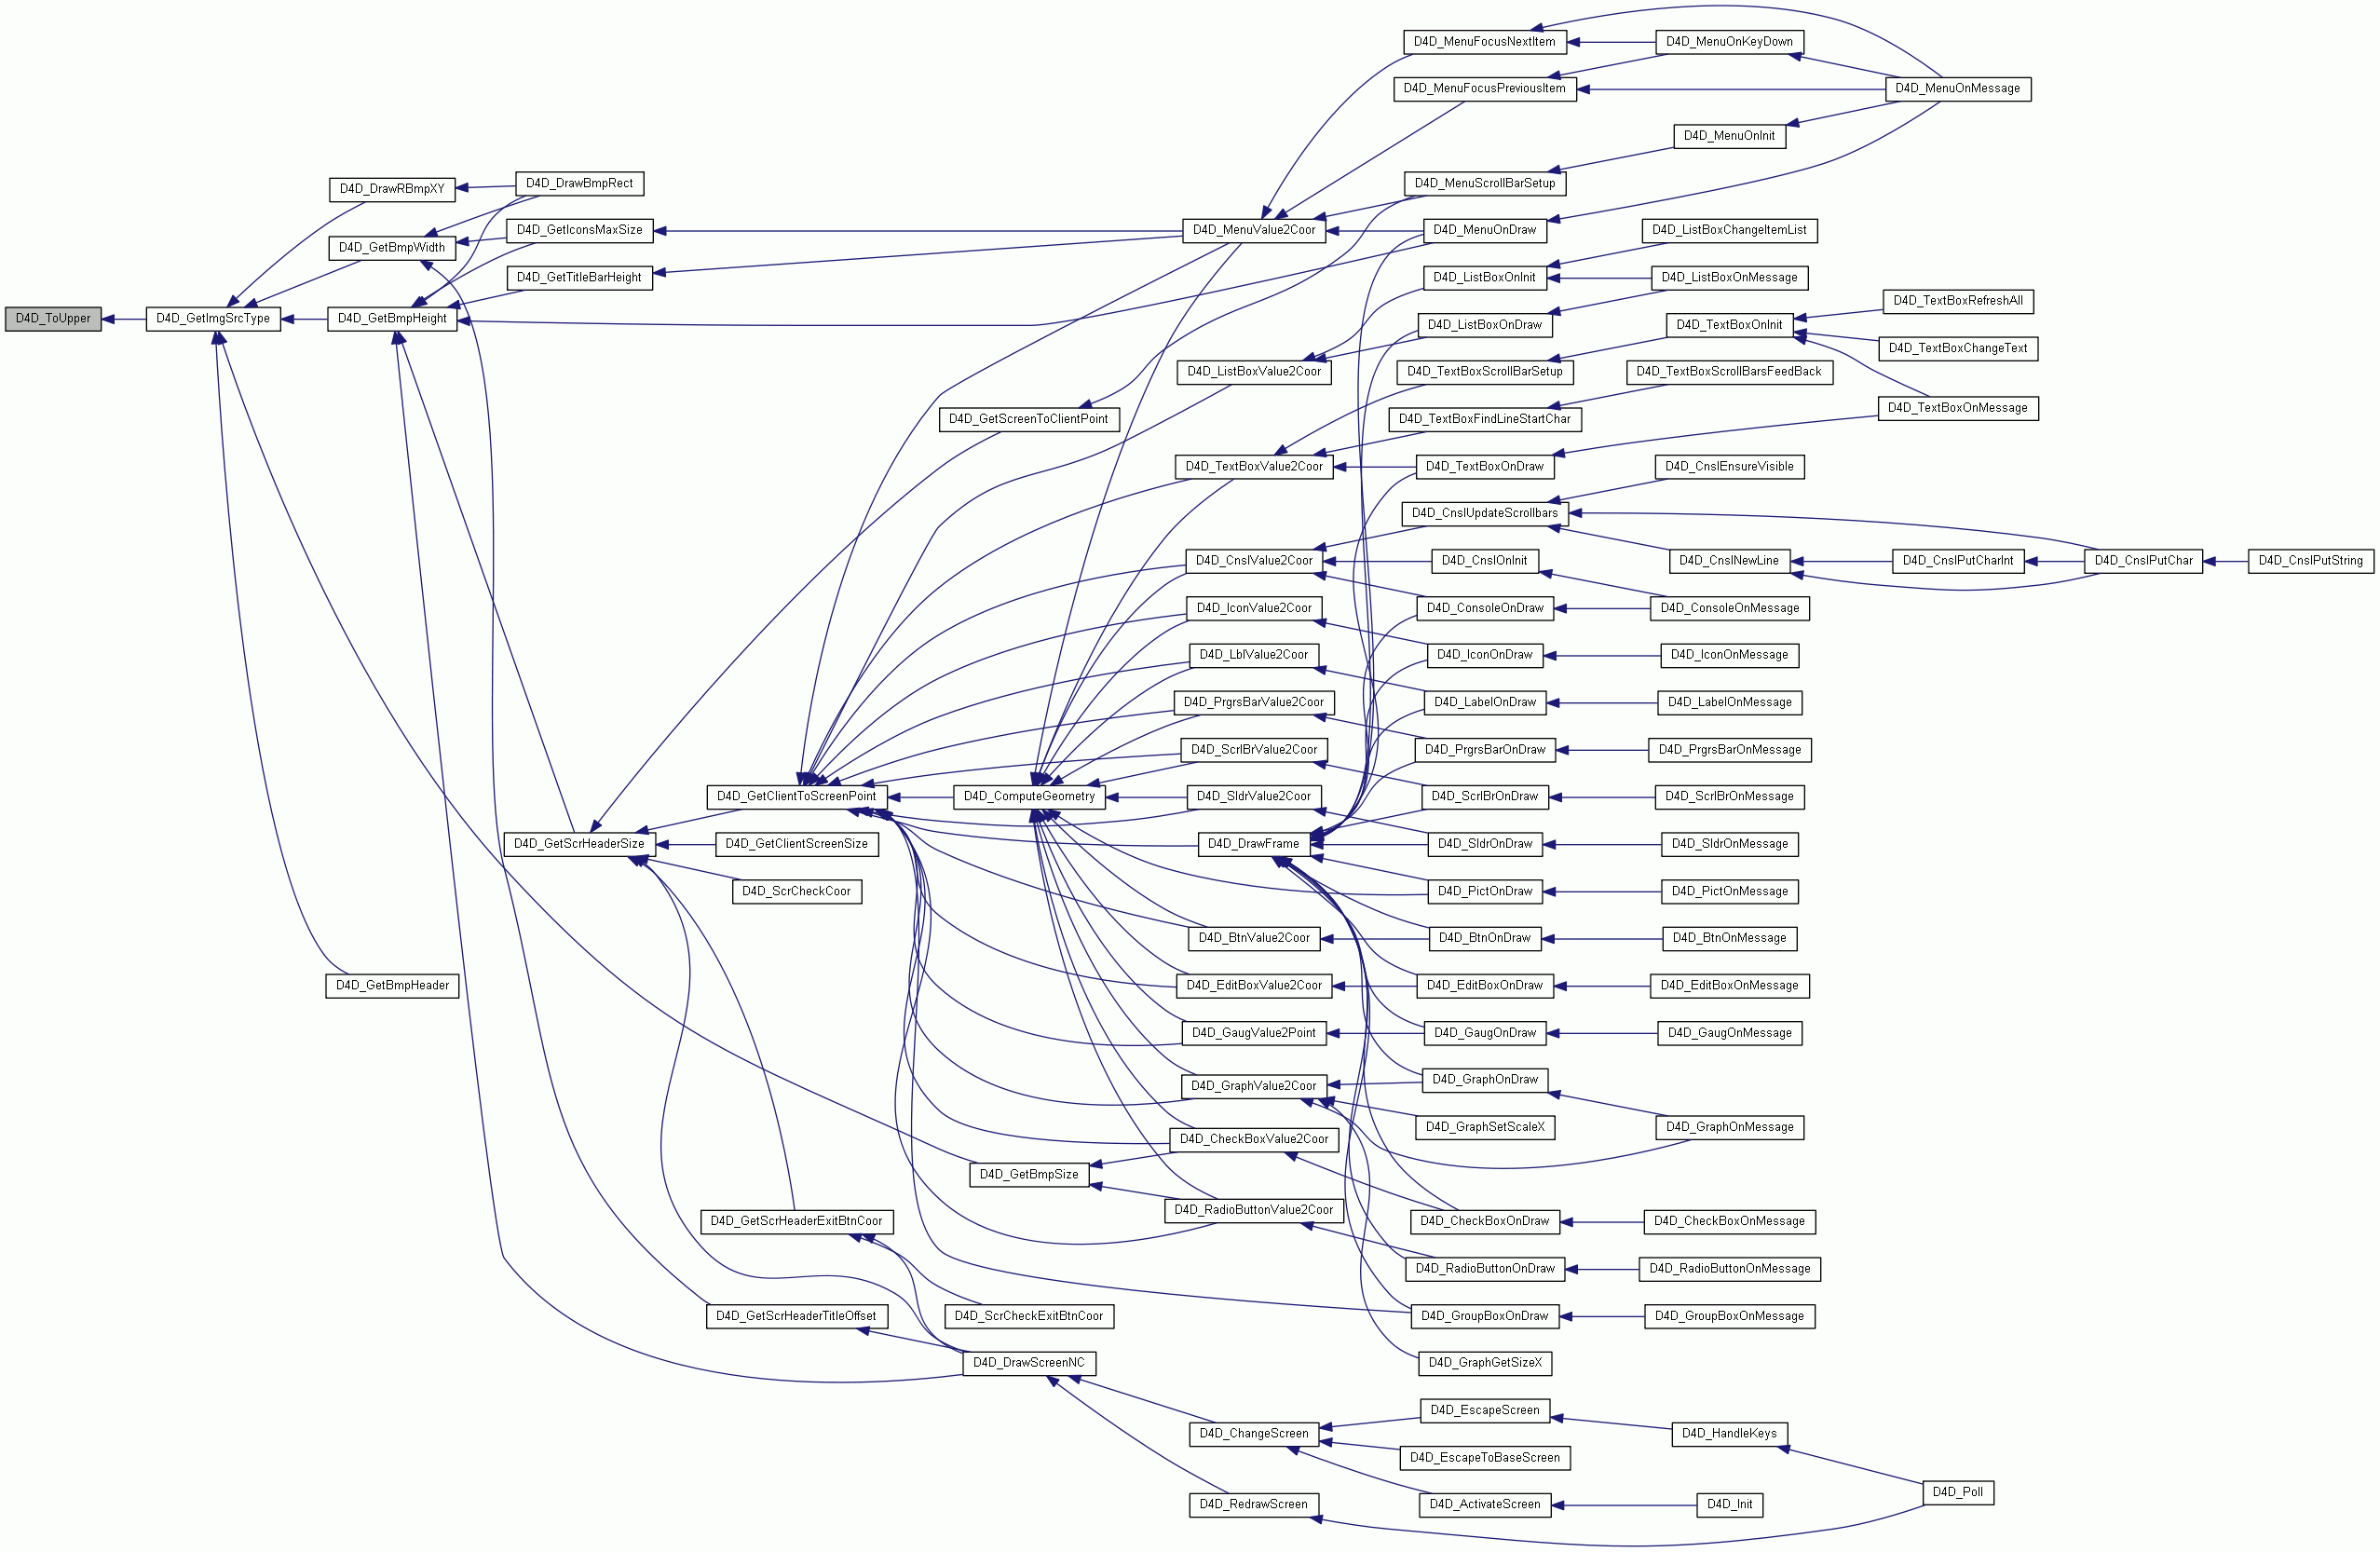 D4D_ToUpper
D4D_GetImgSrcType
D4D_DrawRBmpXY
D4D_GetBmpWidth
D4D_GetBmpHeight
D4D_GetBmpHeader
D4D_DrawBmpRect
D4D_GetIconsMaxSize
D4D_GetTitleBarHeight
D4D_GetScrHeaderSize
D4D_GetClientToScreenPoint
D4D_GetClientScreenSize
D4D_ScrCheckCoor
D4D_GetScrHeaderExitBtnCoor
D4D_GetScrHeaderTitleOffset
D4D_GetScreenToClientPoint
D4D_ComputeGeometry
D4D_GetBmpSize
D4D_ScrCheckExitBtnCoor
D4D_DrawScreenNC
D4D_MenuValue2Coor
D4D_ListBoxValue2Coor
D4D_TextBoxValue2Coor
D4D_CnslValue2Coor
D4D_IconValue2Coor
D4D_LblValue2Coor
D4D_PrgrsBarValue2Coor
D4D_ScrlBrValue2Coor
D4D_SldrValue2Coor
D4D_DrawFrame
D4D_BtnValue2Coor
D4D_EditBoxValue2Coor
D4D_GaugValue2Point
D4D_GraphValue2Coor
D4D_CheckBoxValue2Coor
D4D_RadioButtonValue2Coor
D4D_ChangeScreen
D4D_RedrawScreen
D4D_MenuFocusNextItem
D4D_MenuFocusPreviousItem
D4D_MenuScrollBarSetup
D4D_MenuOnDraw
D4D_ListBoxOnInit
D4D_ListBoxOnDraw
D4D_TextBoxScrollBarSetup
D4D_TextBoxFindLineStartChar
D4D_TextBoxOnDraw
D4D_CnslUpdateScrollbars
D4D_CnslOnInit
D4D_ConsoleOnDraw
D4D_IconOnDraw
D4D_LabelOnDraw
D4D_PrgrsBarOnDraw
D4D_ScrlBrOnDraw
D4D_SldrOnDraw
D4D_PictOnDraw
D4D_BtnOnDraw
D4D_EditBoxOnDraw
D4D_GaugOnDraw
D4D_GraphOnDraw
D4D_GraphSetScaleX
D4D_CheckBoxOnDraw
D4D_RadioButtonOnDraw
D4D_GroupBoxOnDraw
D4D_GraphGetSizeX
D4D_EscapeScreen
D4D_EscapeToBaseScreen
D4D_ActivateScreen
D4D_MenuOnKeyDown
D4D_MenuOnInit
D4D_ListBoxChangeItemList
D4D_ListBoxOnMessage
D4D_TextBoxOnInit
D4D_TextBoxScrollBarsFeedBack
D4D_CnslEnsureVisible
D4D_CnslNewLine
D4D_ConsoleOnMessage
D4D_IconOnMessage
D4D_LabelOnMessage
D4D_PrgrsBarOnMessage
D4D_ScrlBrOnMessage
D4D_SldrOnMessage
D4D_PictOnMessage
D4D_BtnOnMessage
D4D_EditBoxOnMessage
D4D_GaugOnMessage
D4D_GraphOnMessage
D4D_CheckBoxOnMessage
D4D_RadioButtonOnMessage
D4D_GroupBoxOnMessage
D4D_HandleKeys
D4D_Init
D4D_MenuOnMessage
D4D_TextBoxRefreshAll
D4D_TextBoxChangeText
D4D_TextBoxOnMessage
D4D_CnslPutCharInt
D4D_Poll
D4D_CnslPutChar
D4D_CnslPutString